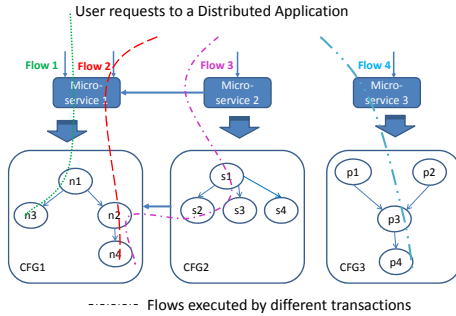 User requests to a Distributed Application
Flow 1
Flow 2
Flow 3
Flow 4
Micro-
service 1
Micro-
service 2
Micro-
service 3
n1
n3
n2
n4
CFG1
s1
s2
s3
s4
CFG2
p1
p2
p3
p4
CFG3
Flows executed by different transactions